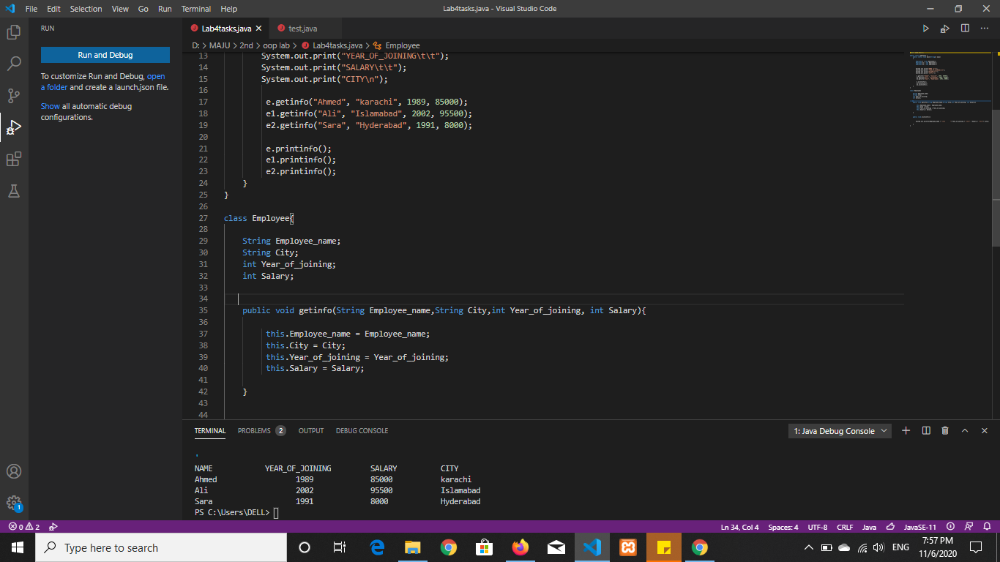 File Edit Selection View Go Run Terminal Help
Lab4tasks.java - Visual Studio Code
RUN
Run and Debug
To customize Run and Debug, open
a folder and create a launch.json file.
Show all automatic debug
configurations.
Lab4tasks.java
test.java
D: > MAJU > 2nd > oop lab > Lab4tasks.java > Employee
13 System.out.print("YEAR_OF_JOINING\t\t");
14 System.out.print("SALARY\t\t");
15 System.out.print("CITY\n");
16
17 e.getinfo("Ahmed", "karachi", 1989, 85000);
18 e1.getinfo("Ali", "Islamabad", 2002, 95500);
19 e2.getinfo("Sara", "Hyderabad", 1991, 8000);
20
21 e.printinfo();
22 e1.printinfo();
23 e2.printinfo();
24 }
25 }
26
27 class Employee{
28
29 String Employee_name;
30 String City;
31 int Year_of_joining;
32 int Salary;
33
34
35 public void getinfo(String Employee_name,String City,int Year_of_joining, int Salary){
36
37 this.Employee_name = Employee_name;
38 this.City = City;
39 this.Year_of_joining = Year_of_joining;
40 this.Salary = Salary;
41
42 }
43
44
TERMINAL PROBLEMS 2 OUTPUT DEBUG CONSOLE
1: Java Debug Console
'
NAME YEAR_OF_JOINING SALARY CITY
Ahmed 1989 85000 karachi
Ali 2002 95500 Islamabad
Sara 1991 8000 Hyderabad
PS C:\Users\DELL>
1
0 2
Ln 34, Col 4 Spaces: 4 UTF-8 CRLF Java JavaSE-11
Type here to search
ENG
7:57 PM
11/6/2020